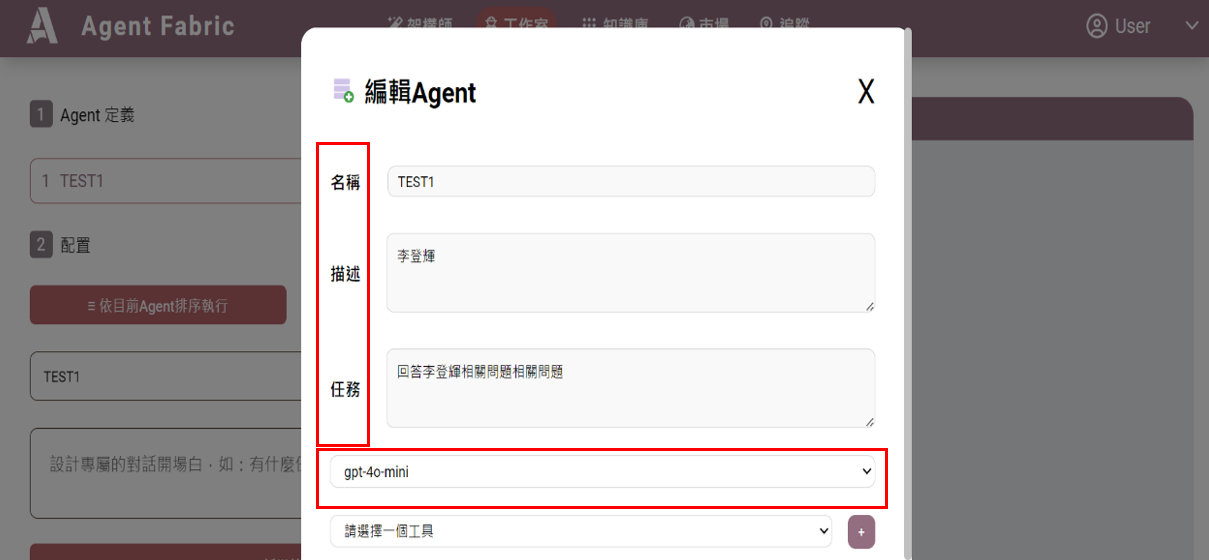 Agent Fabric
架構師
工作室
知識庫
市場
追蹤
User
編輯Agent
X
1 Agent 定義
1 TEST1
2 配置
依目前Agent排序執行
TEST1
設計專屬的對話開場白，如：有什麼
名稱
TEST1
描述
李登輝
任務
回答李登輝相關問題相關問題
gpt-4o-mini
請選擇一個工具
+